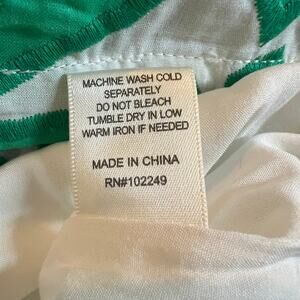 MACHINE WASH COLD
SEPARATELY
DO NOT BLEACH
TUMBLE DRY IN LOW
WARM IRON IF NEEDED
MADE IN CHINA
RN#102249